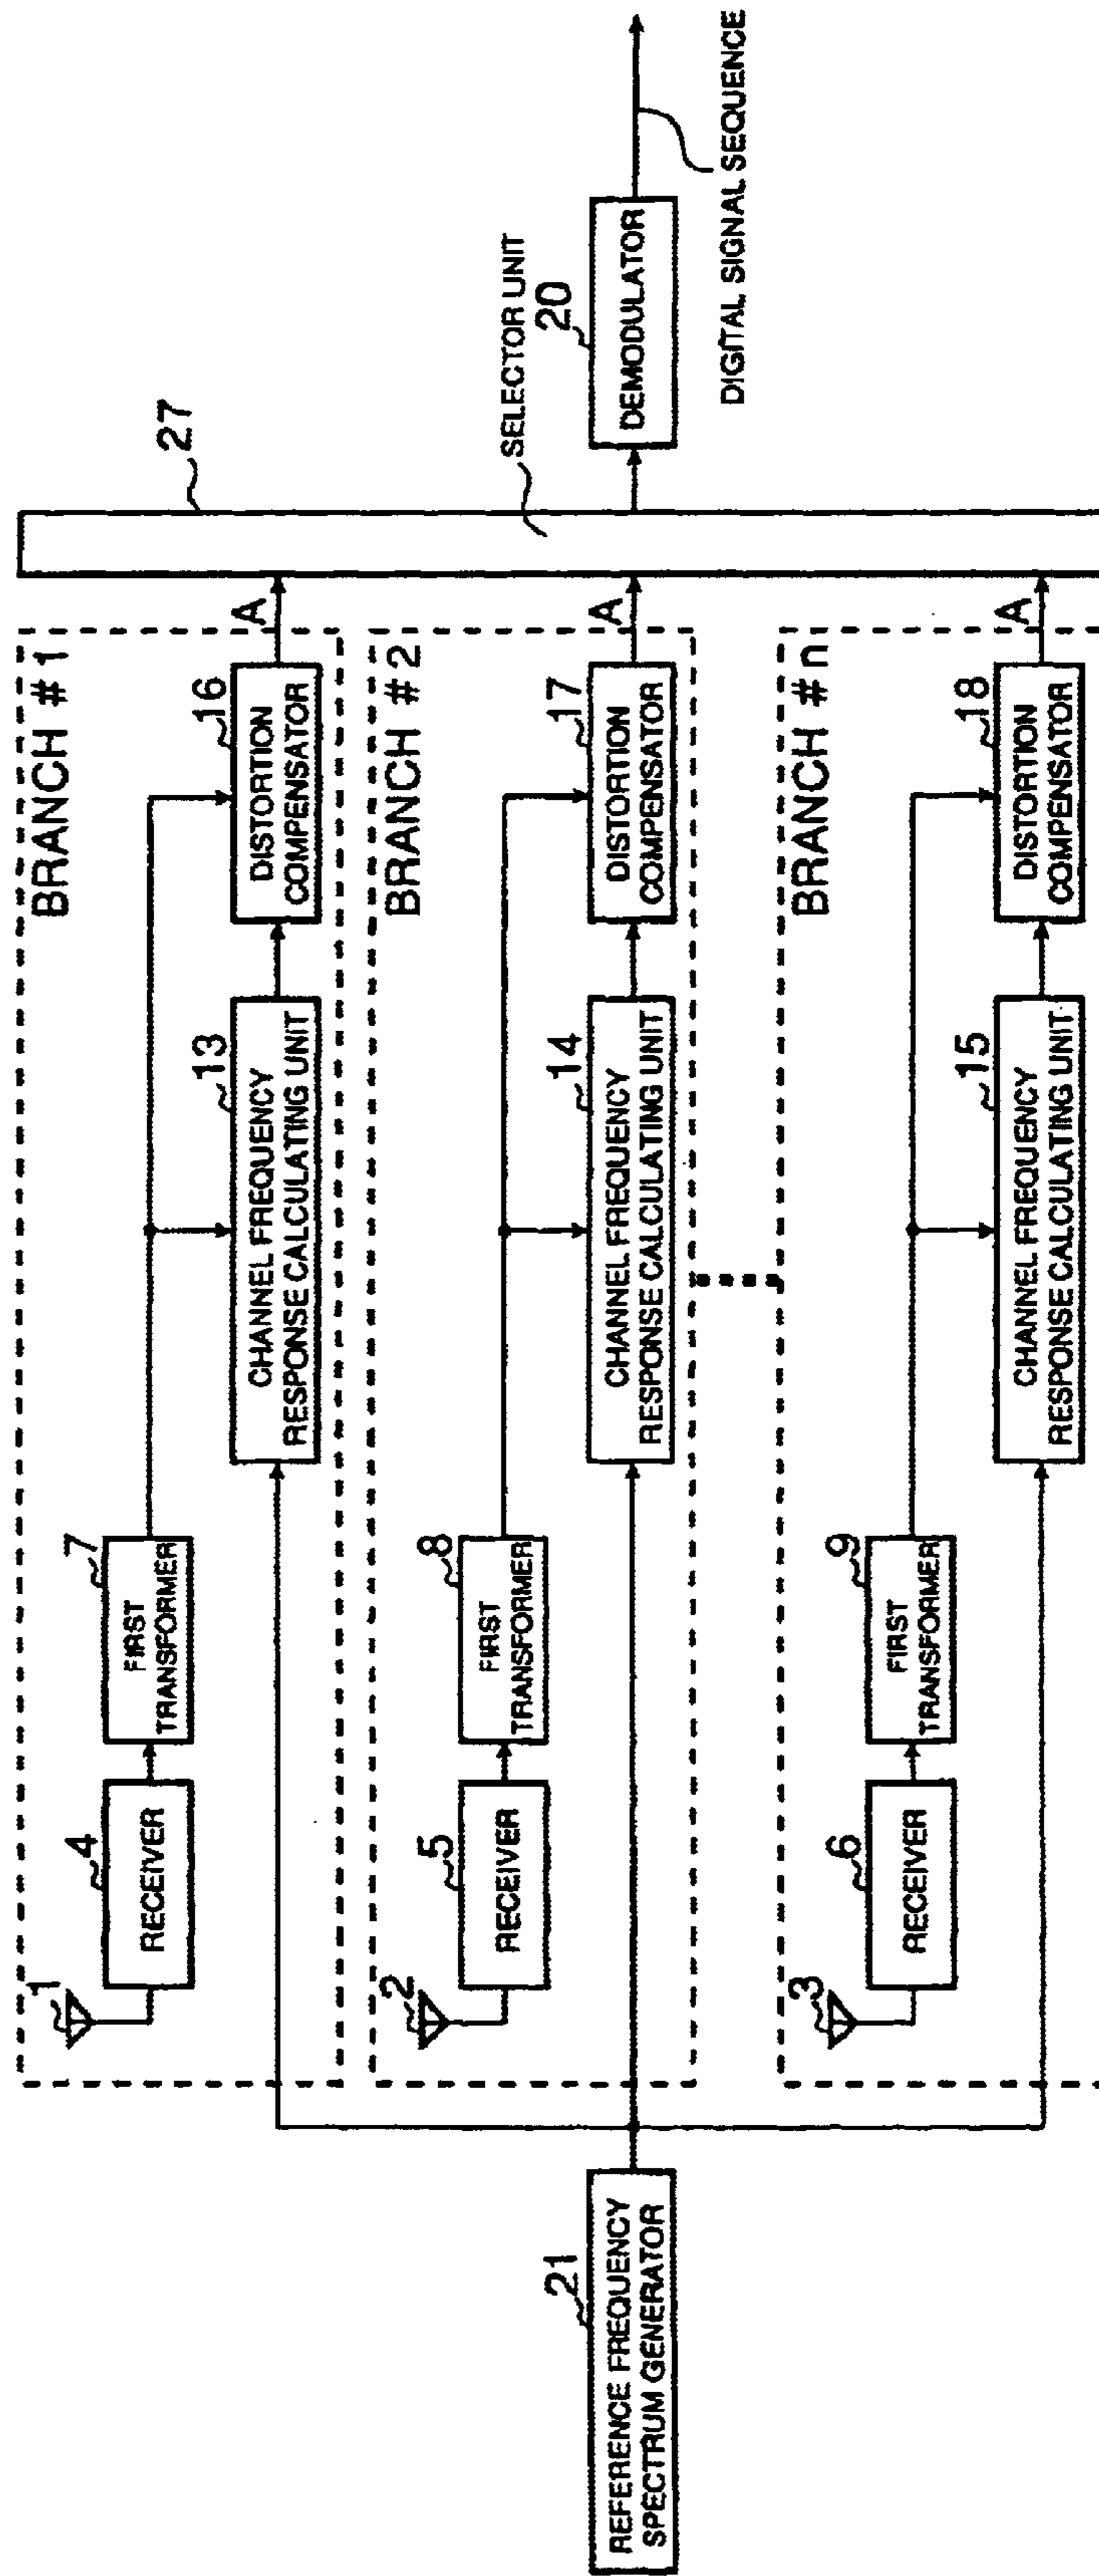 BRANCH #1
1
4
RECEIVER
7
FIRST
TRANSFORMER
13
CHANNEL FREQUENCY
RESPONSE CALCULATING UNIT
16
DISTORTION
COMPENSATOR
A
27
BRANCH #2
2
5
RECEIVER
8
FIRST
TRANSFORMER
14
CHANNEL FREQUENCY
RESPONSE CALCULATING UNIT
17
DISTORTION
COMPENSATOR
A
SELECTOR UNIT
20
DEMODULATOR
DIGITAL SIGNAL SEQUENCE
21
REFERENCE FREQUENCY
SPECTRUM GENERATOR
BRANCH #n
3
6
RECEIVER
9
FIRST
TRANSFORMER
15
CHANNEL FREQUENCY
RESPONSE CALCULATING UNIT
18
DISTORTION
COMPENSATOR
A